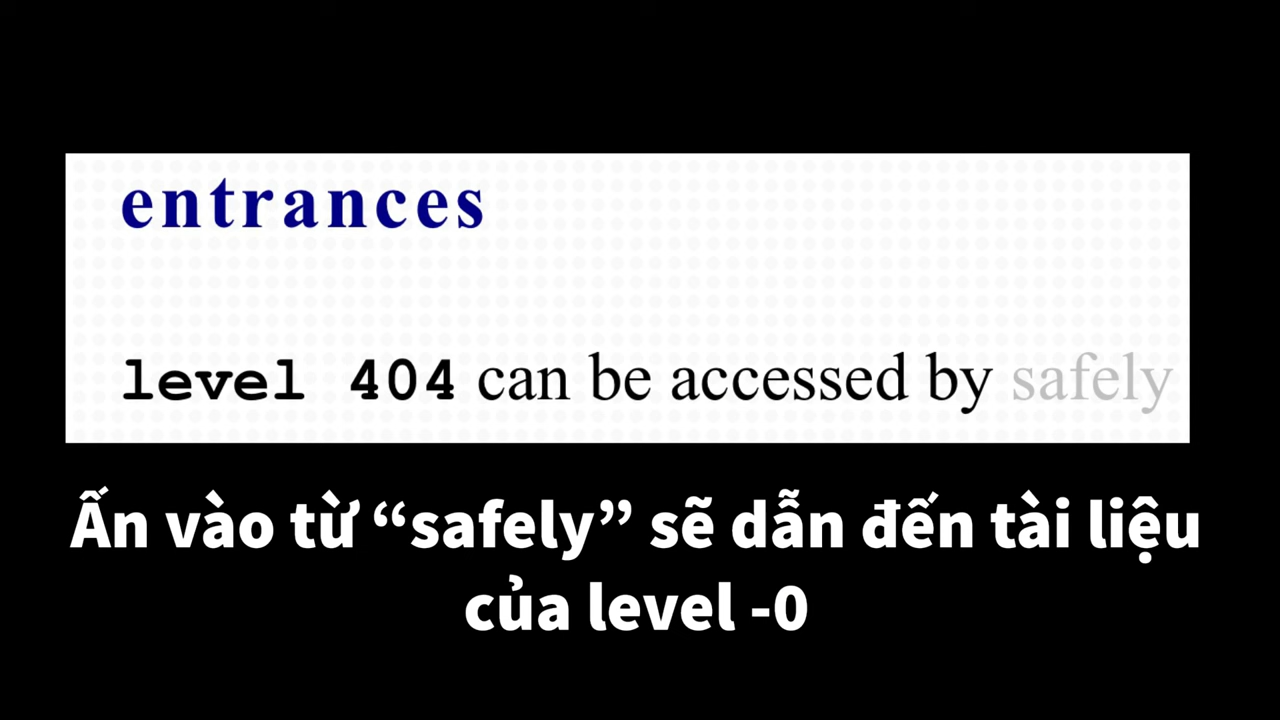 entrances
level 404 can be accessed by safely
Ấn vào từ “safely” sẽ dẫn đến tài liệu
của level -0